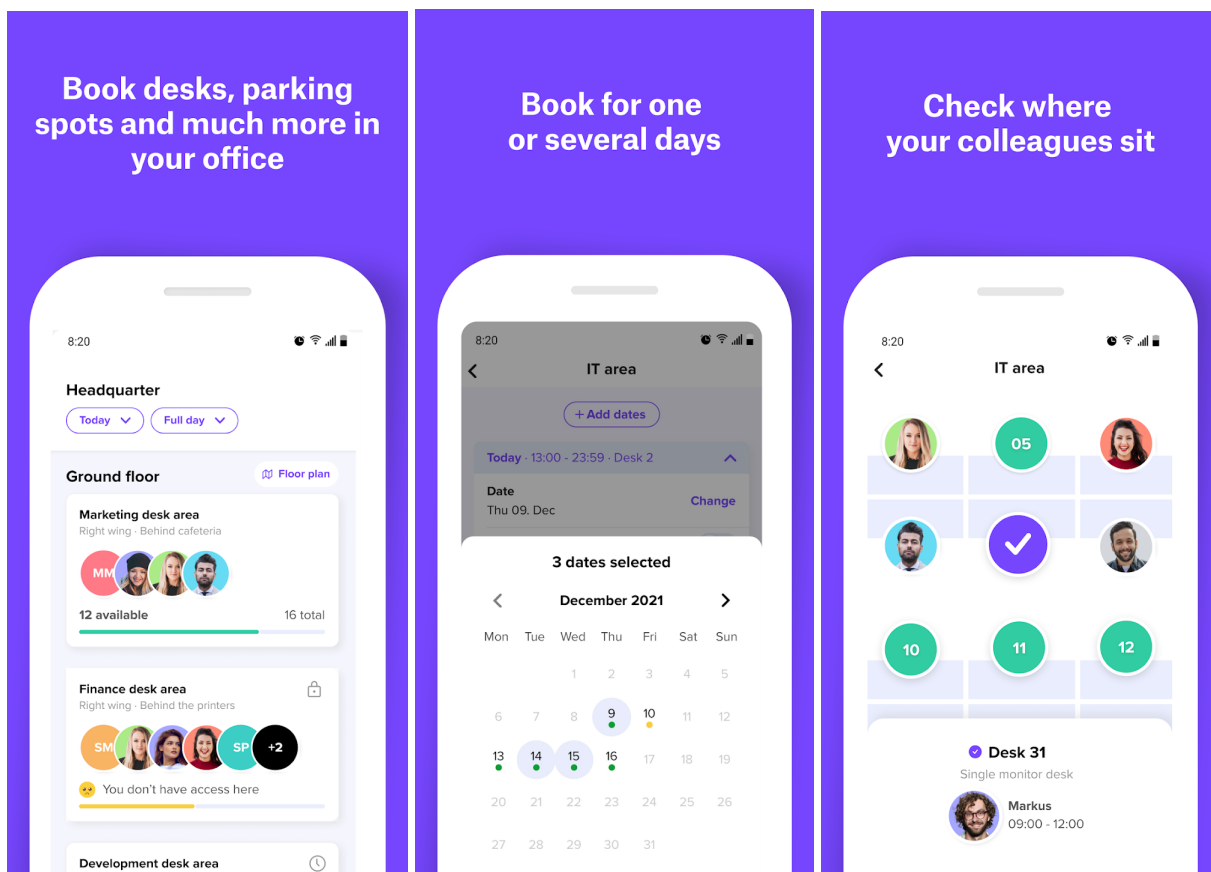 Book desks, parking
spots and much more in
your office
8:20
Headquarter
Today
Full day
Ground floor
Floor plan
Marketing desk area
Right wing · Behind cafeteria
MM
12 available
16 total
Finance desk area
Right wing · Behind the printers
SM
SP
+2
You don't have access here
Development desk area
Book for one
or several days
8:20
IT area
+ Add dates
Today · 13:00 - 23:59 · Desk 2
Date
Thu 09. Dec
Change
3 dates selected
December 2021
Mon Tue Wed Thu Fri Sat Sun
1 2 3 4 5
6 7 8 9 10 11 12
13 14 15 16 17 18 19
20 21 22 23 24 25 26
27 28 29 30 31
Check where
your colleagues sit
8:20
IT area
05
10
11
12
Desk 31
Single monitor desk
Markus
09:00 - 12:00